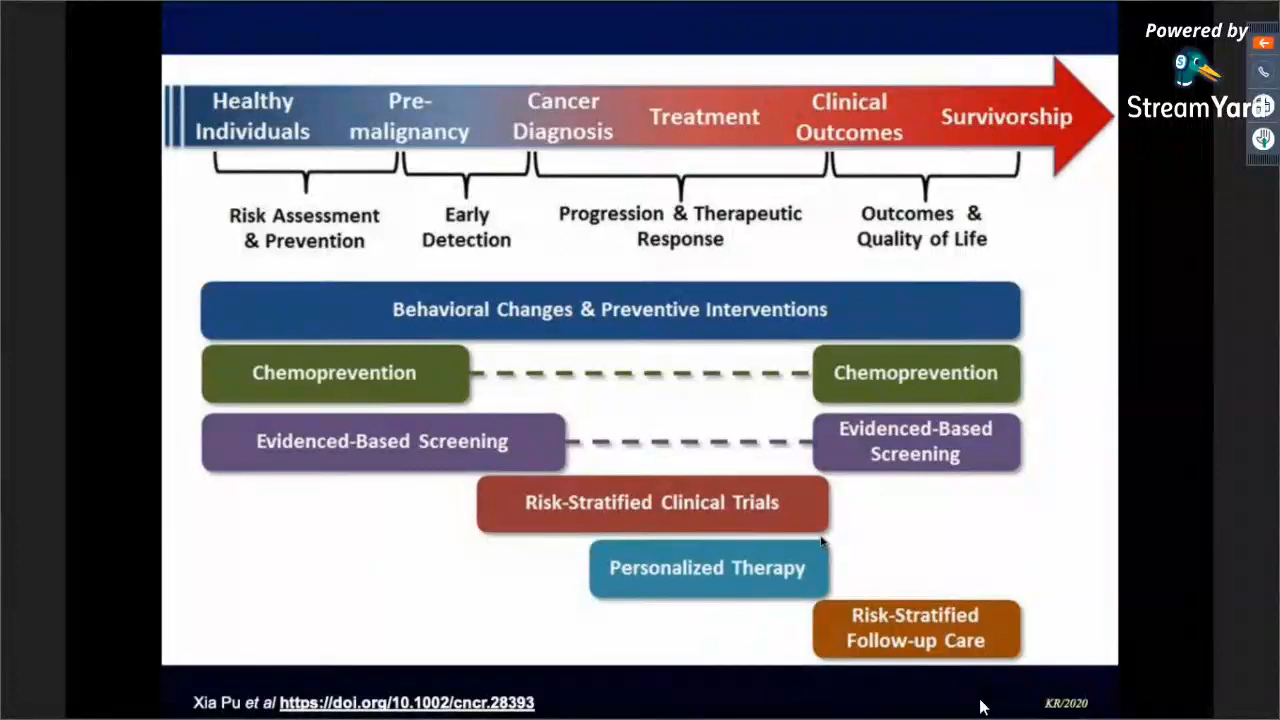 Powered by
StreamYard
Healthy
Individuals
Pre-
malignancy
Cancer
Diagnosis
Treatment
Clinical
Outcomes
Survivorship
Risk Assessment
& Prevention
Early
Detection
Progression & Therapeutic
Response
Outcomes &
Quality of Life
Behavioral Changes & Preventive Interventions
Chemoprevention
Chemoprevention
Evidenced-Based Screening
Evidenced-Based
Screening
Risk-Stratified Clinical Trials
Personalized Therapy
Risk-Stratified
Follow-up Care
Xia Pu et al https://doi.org/10.1002/cncr.28393
KR/2020